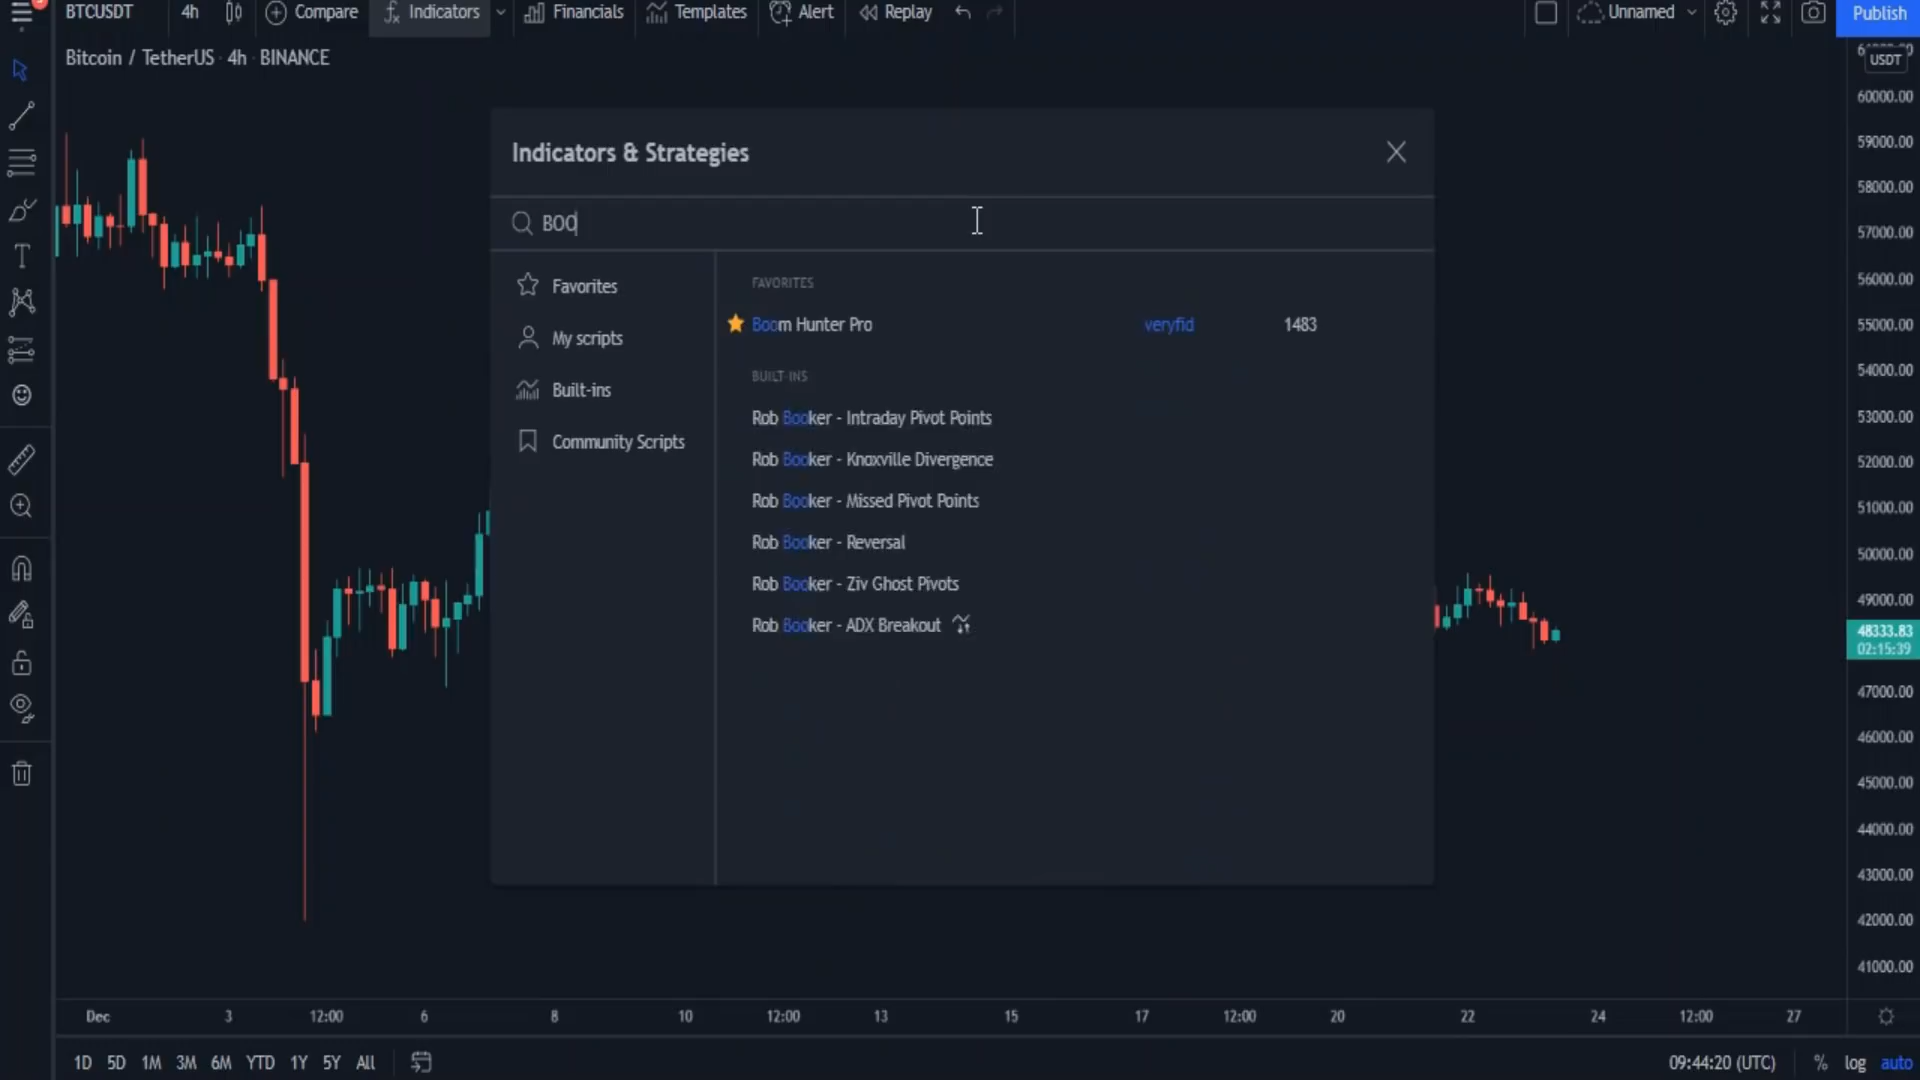 BTCUSDT 4h Compare Indicators Financials Templates Alert Replay Unnamed Publish
Bitcoin / TetherUS · 4h · BINANCE
USDT
60000.00
59000.00
58000.00
57000.00
56000.00
55000.00
54000.00
53000.00
52000.00
51000.00
50000.00
49000.00
48333.83
02:15:39
47000.00
46000.00
45000.00
44000.00
43000.00
42000.00
41000.00
Indicators & Strategies
BOO
Favorites
My scripts
Built-ins
Community Scripts
FAVORITES
Boom Hunter Pro veryfid 1483
BUILT-INS
Rob Booker - Intraday Pivot Points
Rob Booker - Knoxville Divergence
Rob Booker - Missed Pivot Points
Rob Booker - Reversal
Rob Booker - Ziv Ghost Pivots
Rob Booker - ADX Breakout
Dec 3 12:00 6 8 10 12:00 13 15 17 12:00 20 22 24 12:00 27
1D 5D 1M 3M 6M YTD 1Y 5Y All 09:44:20 (UTC) % log auto